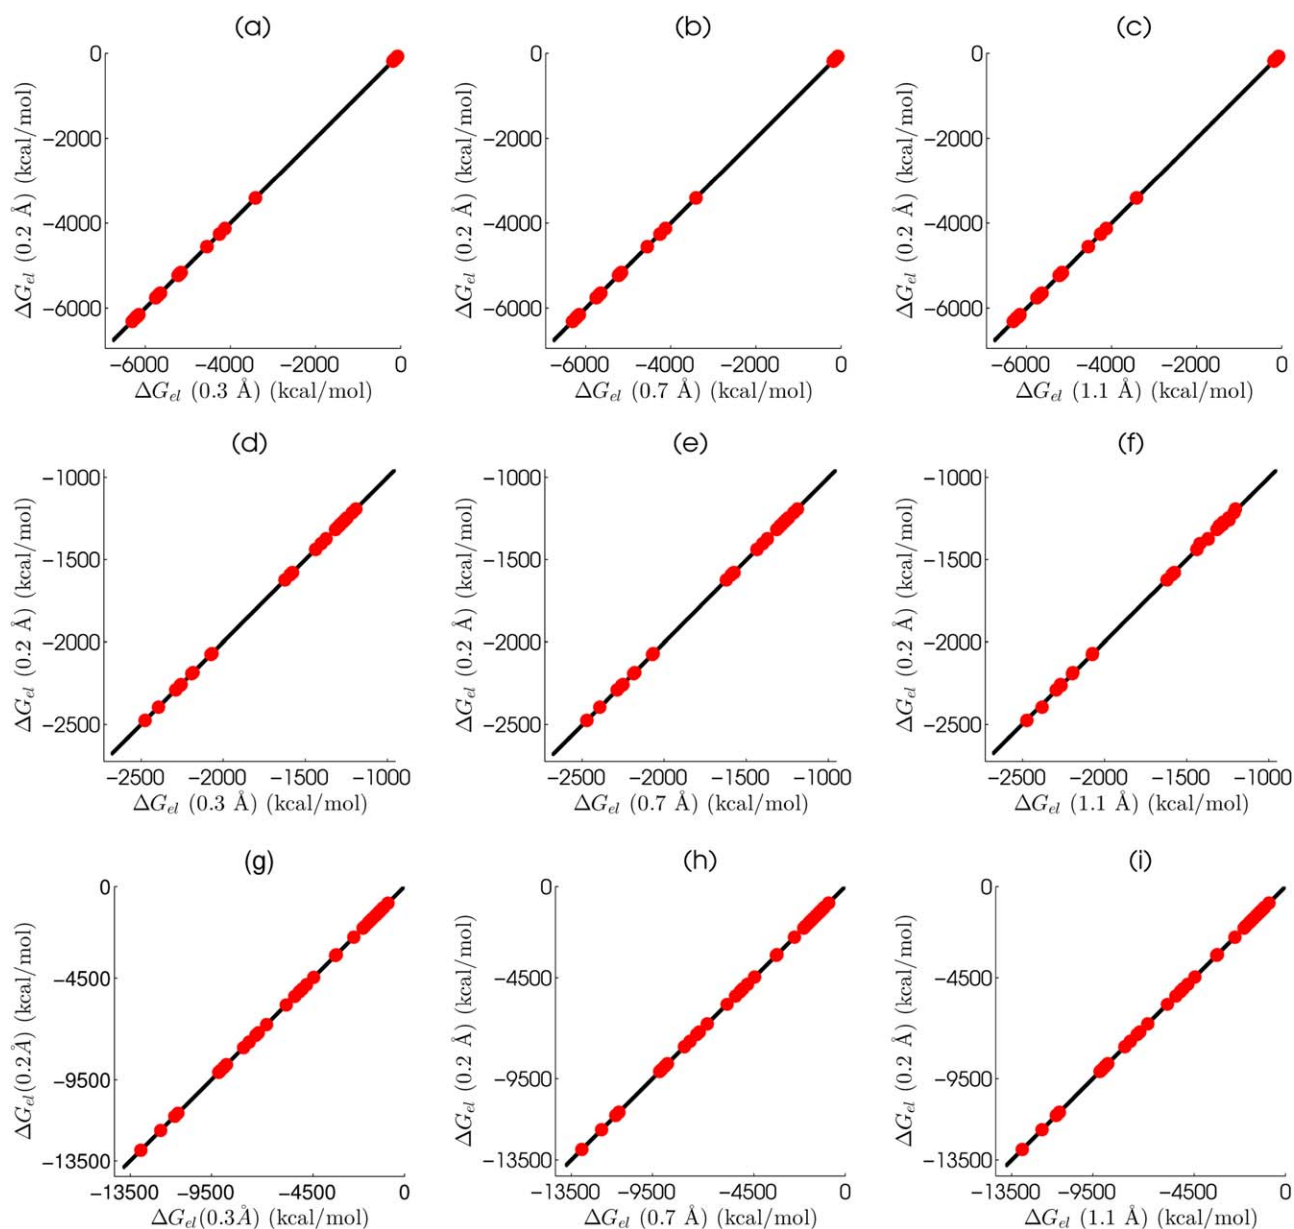 (a) (b) (c)
0 0 0
−2000 −2000 −2000
−4000 −4000 −4000
−6000 −6000 −6000
ΔG_el (0.2 Å) (kcal/mol) ΔG_el (0.2 Å) (kcal/mol) ΔG_el (0.2 Å) (kcal/mol)
−6000 −4000 −2000 0 −6000 −4000 −2000 0 −6000 −4000 −2000 0
ΔG_el (0.3 Å) (kcal/mol) ΔG_el (0.7 Å) (kcal/mol) ΔG_el (1.1 Å) (kcal/mol)
(d) (e) (f)
−1000 −1000 −1000
−1500 −1500 −1500
−2000 −2000 −2000
−2500 −2500 −2500
ΔG_el (0.2 Å) (kcal/mol) ΔG_el (0.2 Å) (kcal/mol) ΔG_el (0.2 Å) (kcal/mol)
−2500 −2000 −1500 −1000 −2500 −2000 −1500 −1000 −2500 −2000 −1500 −1000
ΔG_el (0.3 Å) (kcal/mol) ΔG_el (0.7 Å) (kcal/mol) ΔG_el (1.1 Å) (kcal/mol)
(g) (h) (i)
0 0 0
−4500 −4500 −4500
−9500 −9500 −9500
−13500 −13500 −13500
ΔG_el(0.2Å) (kcal/mol) ΔG_el (0.2 Å) (kcal/mol) ΔG_el (0.2 Å) (kcal/mol)
−13500 −9500 −4500 0 −13500 −9500 −4500 0 −13500 −9500 −4500 0
ΔG_el(0.3Å) (kcal/mol) ΔG_el (0.7 Å) (kcal/mol) ΔG_el (1.1 Å) (kcal/mol)